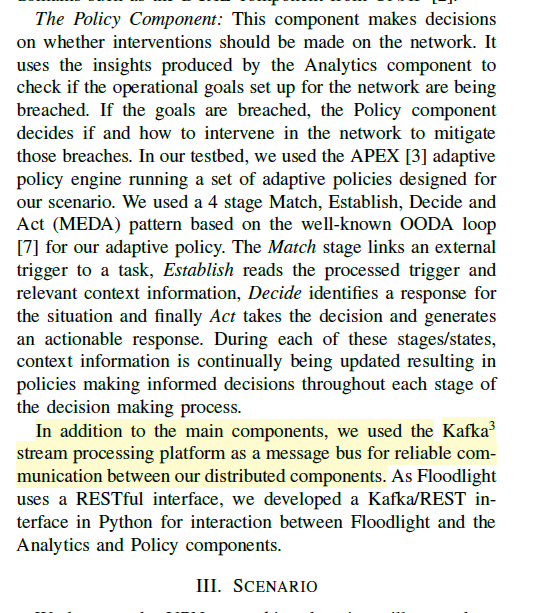 The Policy Component: This component makes decisions
on whether interventions should be made on the network. It
uses the insights produced by the Analytics component to
check if the operational goals set up for the network are being
breached. If the goals are breached, the Policy component
decides if and how to intervene in the network to mitigate
those breaches. In our testbed, we used the APEX [3] adaptive
policy engine running a set of adaptive policies designed for
our scenario. We used a 4 stage Match, Establish, Decide and
Act (MEDA) pattern based on the well-known OODA loop
[7] for our adaptive policy. The Match stage links an external
trigger to a task, Establish reads the processed trigger and
relevant context information, Decide identifies a response for
the situation and finally Act takes the decision and generates
an actionable response. During each of these stages/states,
context information is continually being updated resulting in
policies making informed decisions throughout each stage of
the decision making process.
In addition to the main components, we used the Kafka³
stream processing platform as a message bus for reliable com-
munication between our distributed components. As Floodlight
uses a RESTful interface, we developed a Kafka/REST in-
terface in Python for interaction between Floodlight and the
Analytics and Policy components.
III. SCENARIO